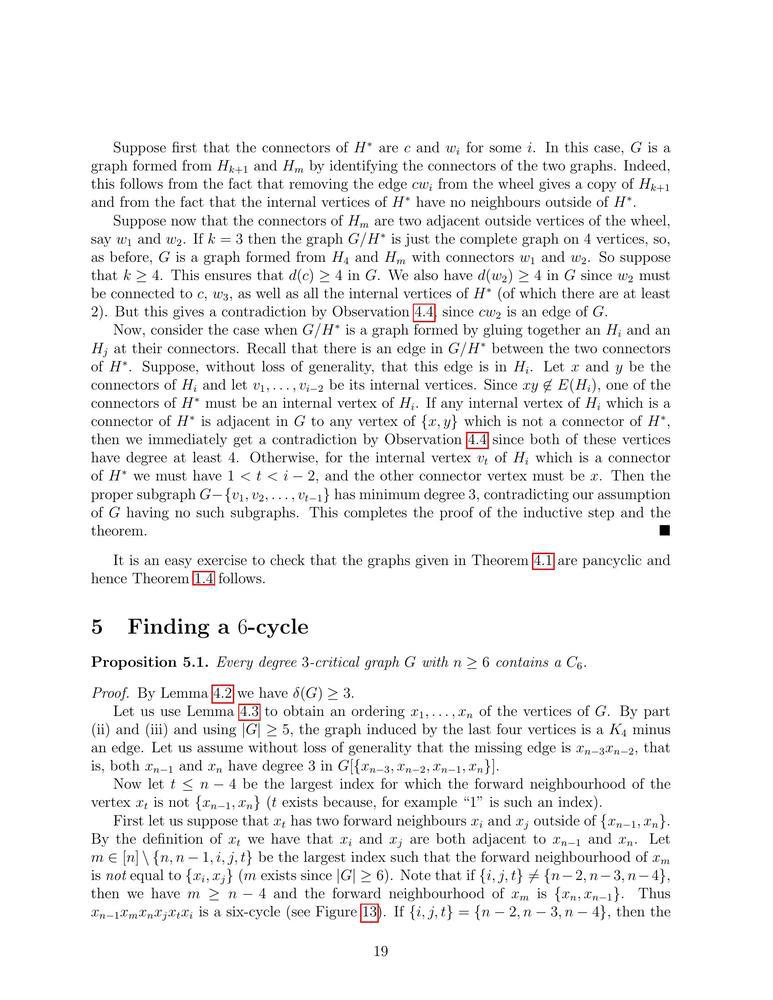 Suppose first that the connectors of H* are c and w_i for some i. In this case, G is a
graph formed from H_{k+1} and H_m by identifying the connectors of the two graphs. Indeed,
this follows from the fact that removing the edge cw_i from the wheel gives a copy of H_{k+1}
and from the fact that the internal vertices of H* have no neighbours outside of H*.
Suppose now that the connectors of H_m are two adjacent outside vertices of the wheel,
say w_1 and w_2. If k = 3 then the graph G/H* is just the complete graph on 4 vertices, so,
as before, G is a graph formed from H_4 and H_m with connectors w_1 and w_2. So suppose
that k ≥ 4. This ensures that d(c) ≥ 4 in G. We also have d(w_2) ≥ 4 in G since w_2 must
be connected to c, w_3, as well as all the internal vertices of H* (of which there are at least
2). But this gives a contradiction by Observation 4.4, since cw_2 is an edge of G.
Now, consider the case when G/H* is a graph formed by gluing together an H_i and an
H_j at their connectors. Recall that there is an edge in G/H* between the two connectors
of H*. Suppose, without loss of generality, that this edge is in H_i. Let x and y be the
connectors of H_i and let v_1, . . . , v_{i−2} be its internal vertices. Since xy ∉ E(H_i), one of the
connectors of H* must be an internal vertex of H_i. If any internal vertex of H_i which is a
connector of H* is adjacent in G to any vertex of {x, y} which is not a connector of H*,
then we immediately get a contradiction by Observation 4.4 since both of these vertices
have degree at least 4. Otherwise, for the internal vertex v_t of H_i which is a connector
of H* we must have 1 < t < i − 2, and the other connector vertex must be x. Then the
proper subgraph G−{v_1, v_2, . . . , v_{t−1}} has minimum degree 3, contradicting our assumption
of G having no such subgraphs. This completes the proof of the inductive step and the
theorem. ■
It is an easy exercise to check that the graphs given in Theorem 4.1 are pancyclic and
hence Theorem 1.4 follows.
5 Finding a 6-cycle
Proposition 5.1. Every degree 3-critical graph G with n ≥ 6 contains a C_6.
Proof. By Lemma 4.2 we have δ(G) ≥ 3.
Let us use Lemma 4.3 to obtain an ordering x_1, . . . , x_n of the vertices of G. By part
(ii) and (iii) and using |G| ≥ 5, the graph induced by the last four vertices is a K_4 minus
an edge. Let us assume without loss of generality that the missing edge is x_{n−3}x_{n−2}, that
is, both x_{n−1} and x_n have degree 3 in G[{x_{n−3}, x_{n−2}, x_{n−1}, x_n}].
Now let t ≤ n − 4 be the largest index for which the forward neighbourhood of the
vertex x_t is not {x_{n−1}, x_n} (t exists because, for example “1” is such an index).
First let us suppose that x_t has two forward neighbours x_i and x_j outside of {x_{n−1}, x_n}.
By the definition of x_t we have that x_i and x_j are both adjacent to x_{n−1} and x_n. Let
m ∈ [n] \ {n, n − 1, i, j, t} be the largest index such that the forward neighbourhood of x_m
is not equal to {x_i, x_j} (m exists since |G| ≥ 6). Note that if {i, j, t} ≠ {n−2, n−3, n−4},
then we have m ≥ n − 4 and the forward neighbourhood of x_m is {x_n, x_{n−1}}. Thus
x_{n−1}x_mx_nx_jx_tx_i is a six-cycle (see Figure 13). If {i, j, t} = {n − 2, n − 3, n − 4}, then the
19